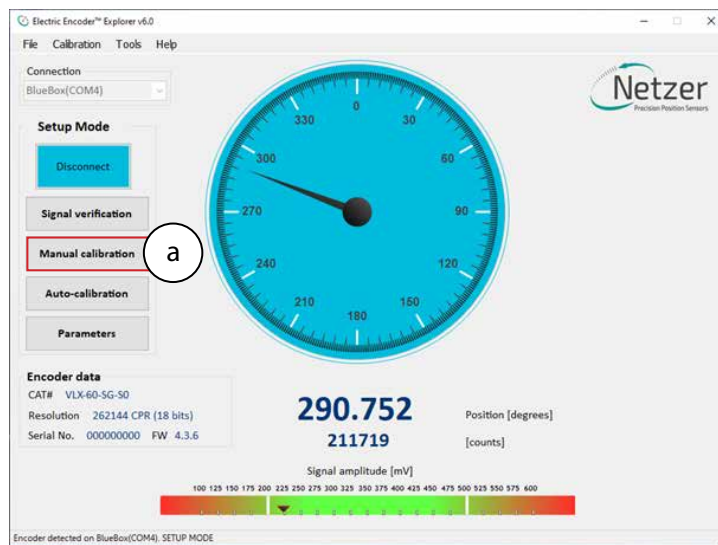 Electric Encoder™ Explorer v6.0
File Calibration Tools Help
Connection
BlueBox(COM4)
Setup Mode
Disconnect
Signal verification
Manual calibration
a
Auto-calibration
Parameters
Encoder data
CAT# VLX-60-SG-S0
Resolution 262144 CPR (18 bits)
Serial No. 000000000 FW 4.3.6
0
30
60
90
120
150
180
210
240
270
300
330
Netzer
Precision Position Sensors
290.752 Position [degrees]
211719 [counts]
Signal amplitude [mV]
100 125 150 175 200 225 250 275 300 325 350 375 400 425 450 475 500 525 550 575 600
Encoder detected on BlueBox(COM4). SETUP MODE